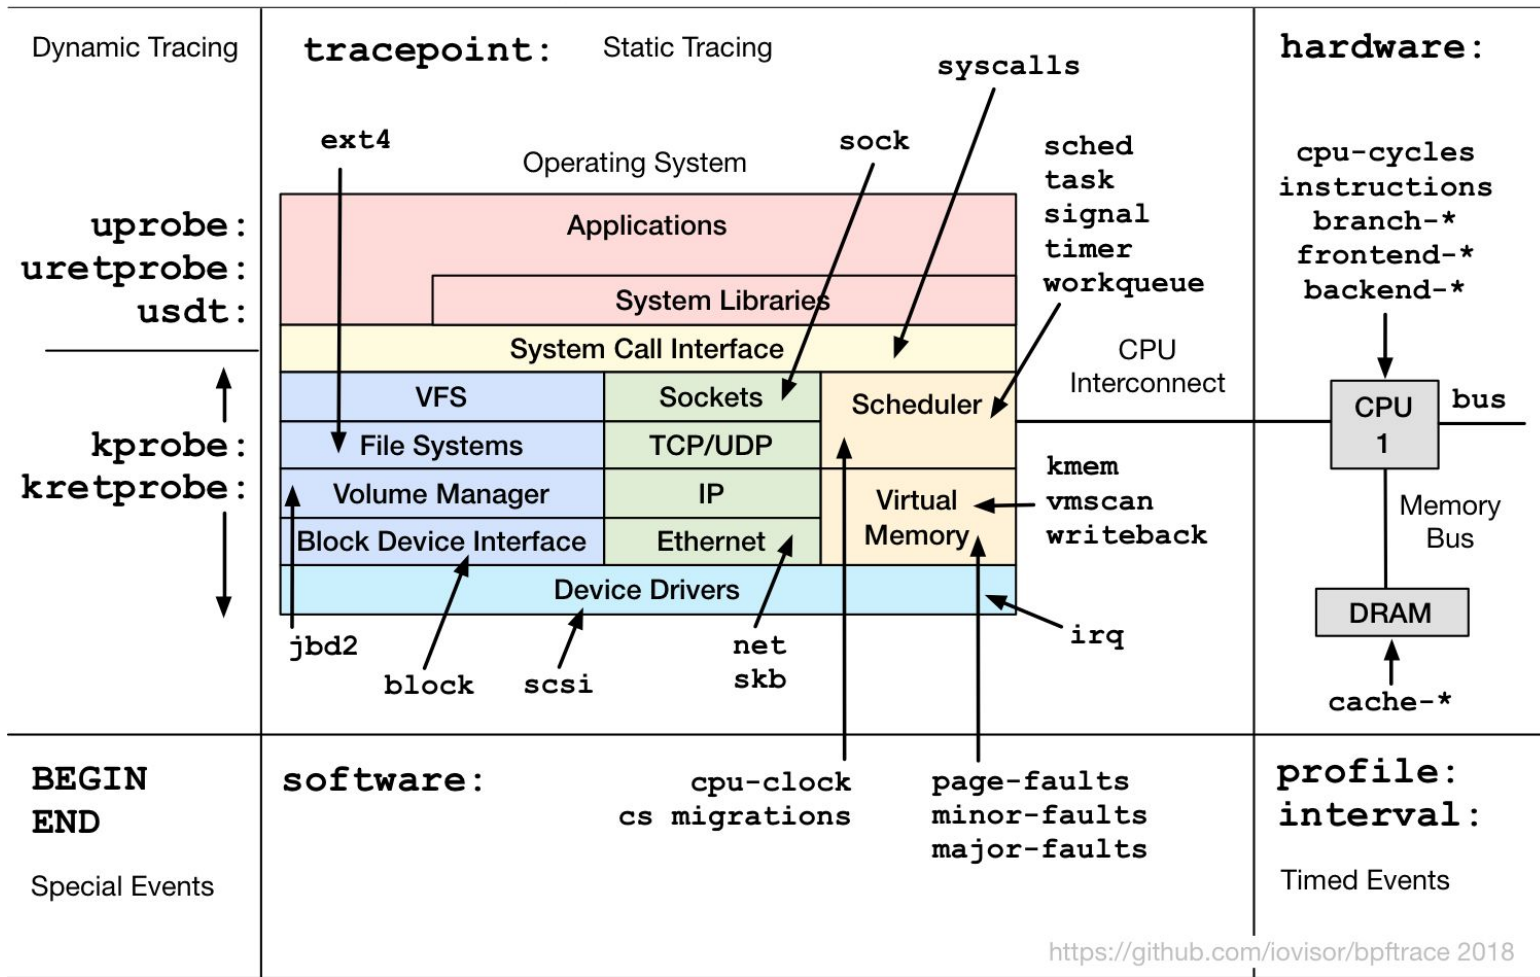 Dynamic Tracing
tracepoint: Static Tracing
hardware:
syscalls
ext4
sock
Operating System
sched
task
signal
timer
workqueue
cpu-cycles
instructions
branch-*
frontend-*
backend-*
uprobe:
uretprobe:
usdt:
Applications
System Libraries
System Call Interface
CPU
Interconnect
VFS
Sockets
Scheduler
CPU
1
bus
kprobe:
kretprobe:
File Systems
TCP/UDP
Volume Manager
IP
Virtual
Memory
kmem
vmscan
writeback
Memory
Bus
Block Device Interface
Ethernet
Device Drivers
DRAM
jbd2
block
scsi
net
skb
irq
cache-*
BEGIN
END
Special Events
software:
cpu-clock
cs migrations
page-faults
minor-faults
major-faults
profile:
interval:
Timed Events
https://github.com/iovisor/bpftrace 2018